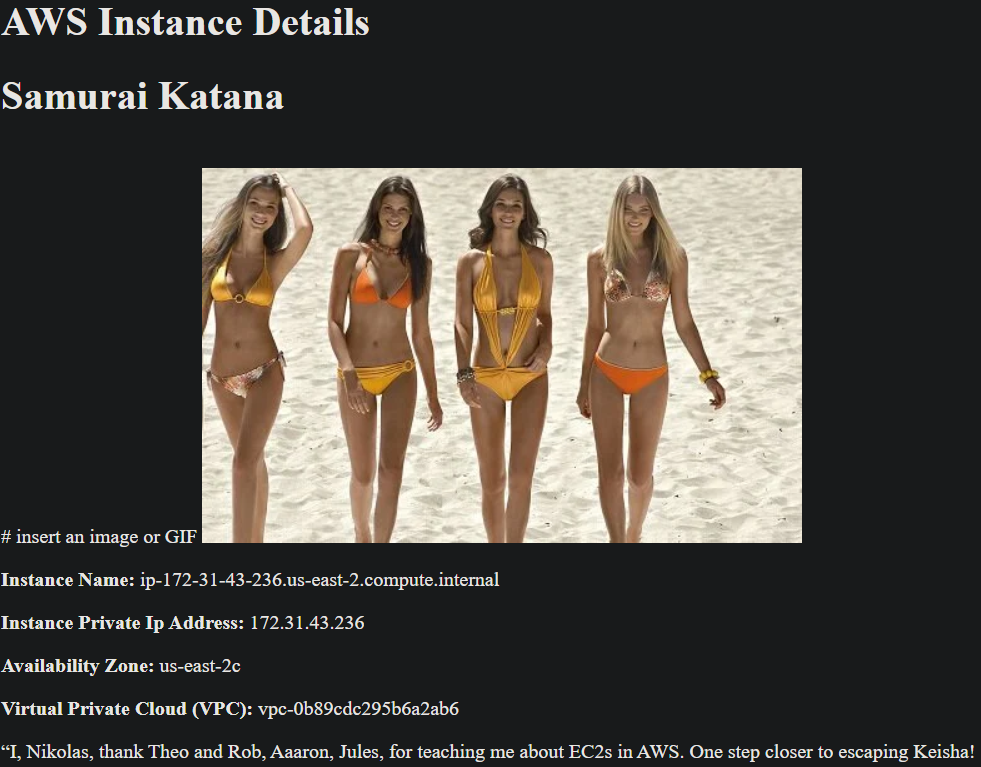 AWS Instance Details
Samurai Katana
# insert an image or GIF
Instance Name: ip-172-31-43-236.us-east-2.compute.internal
Instance Private Ip Address: 172.31.43.236
Availability Zone: us-east-2c
Virtual Private Cloud (VPC): vpc-0b89cdc295b6a2ab6
“I, Nikolas, thank Theo and Rob, Aaaron, Jules, for teaching me about EC2s in AWS. One step closer to escaping Keisha!